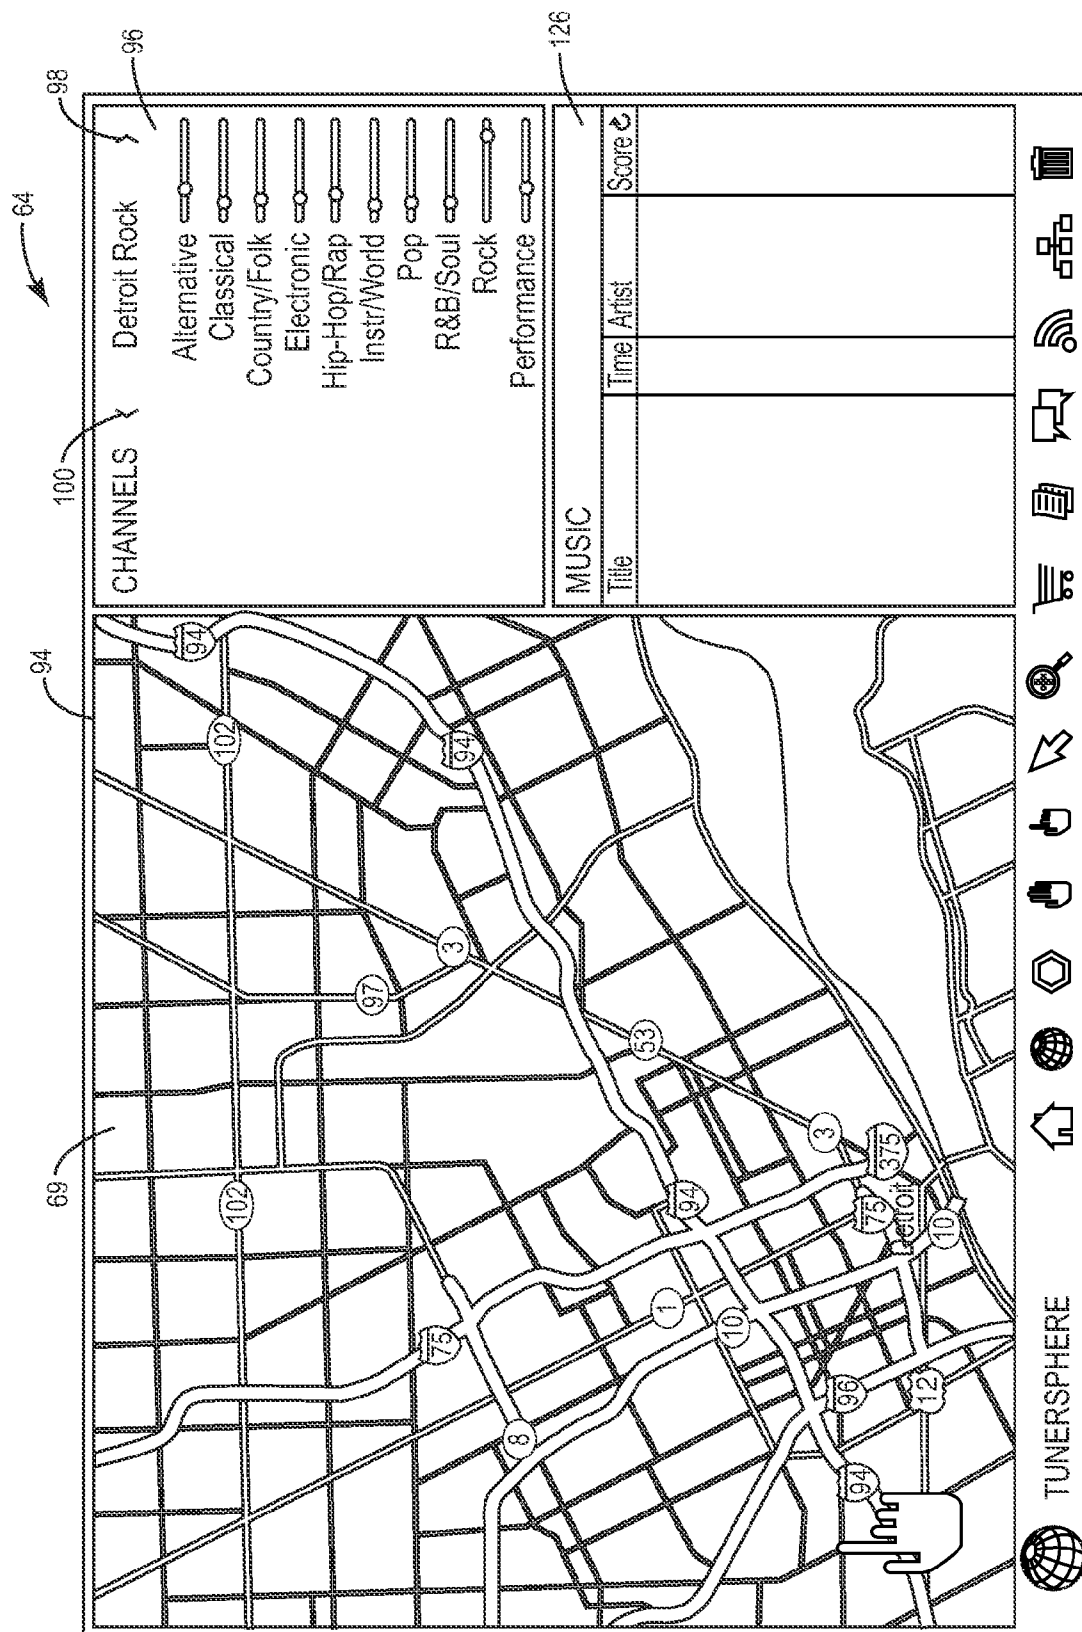 64
94
98
100
96
69
126
CHANNELS
Detroit Rock
Alternative
Classical
Country/Folk
Electronic
Hip-Hop/Rap
Instr/World
Pop
R&B/Soul
Rock
Performance
MUSIC
Title Time Artist Score
94
102
102
94
3
97
53
3
375
94
75
Detroit
10
1
10
75
8
96
12
94
TUNERSPHERE